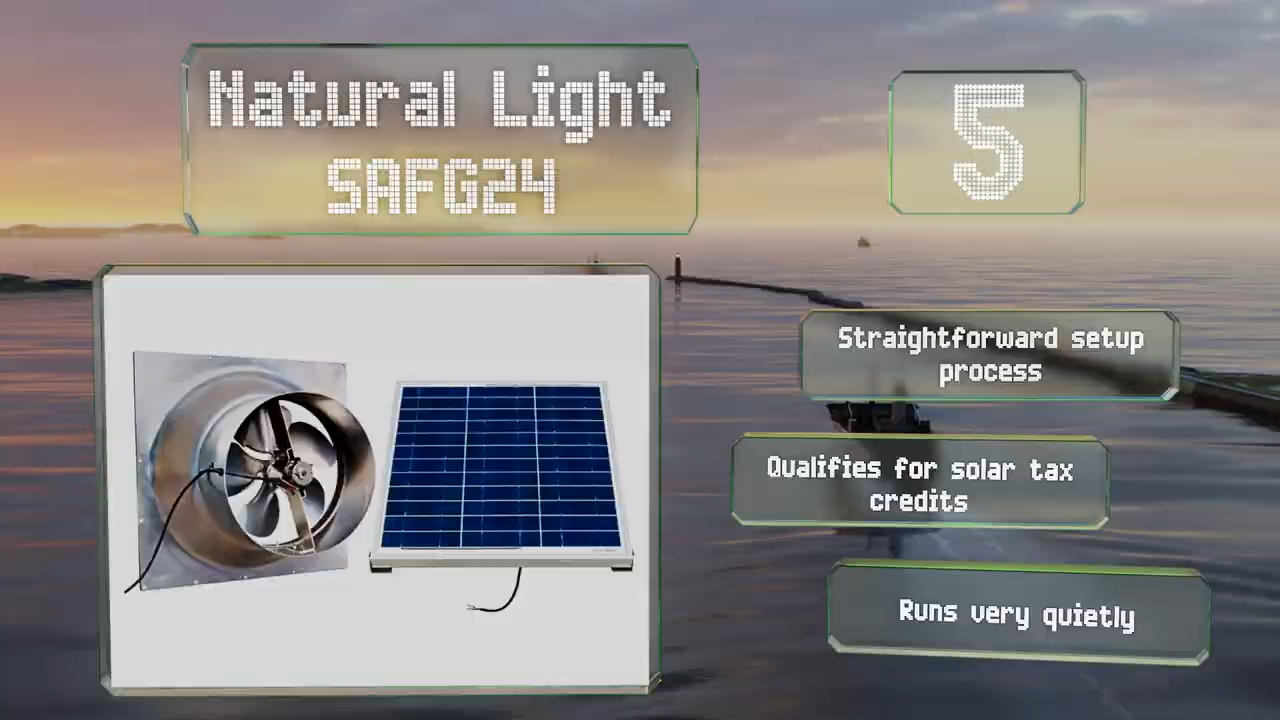 Natural Light
SAFG24
5
Straightforward setup
process
Qualifies for solar tax
credits
Runs very quietly